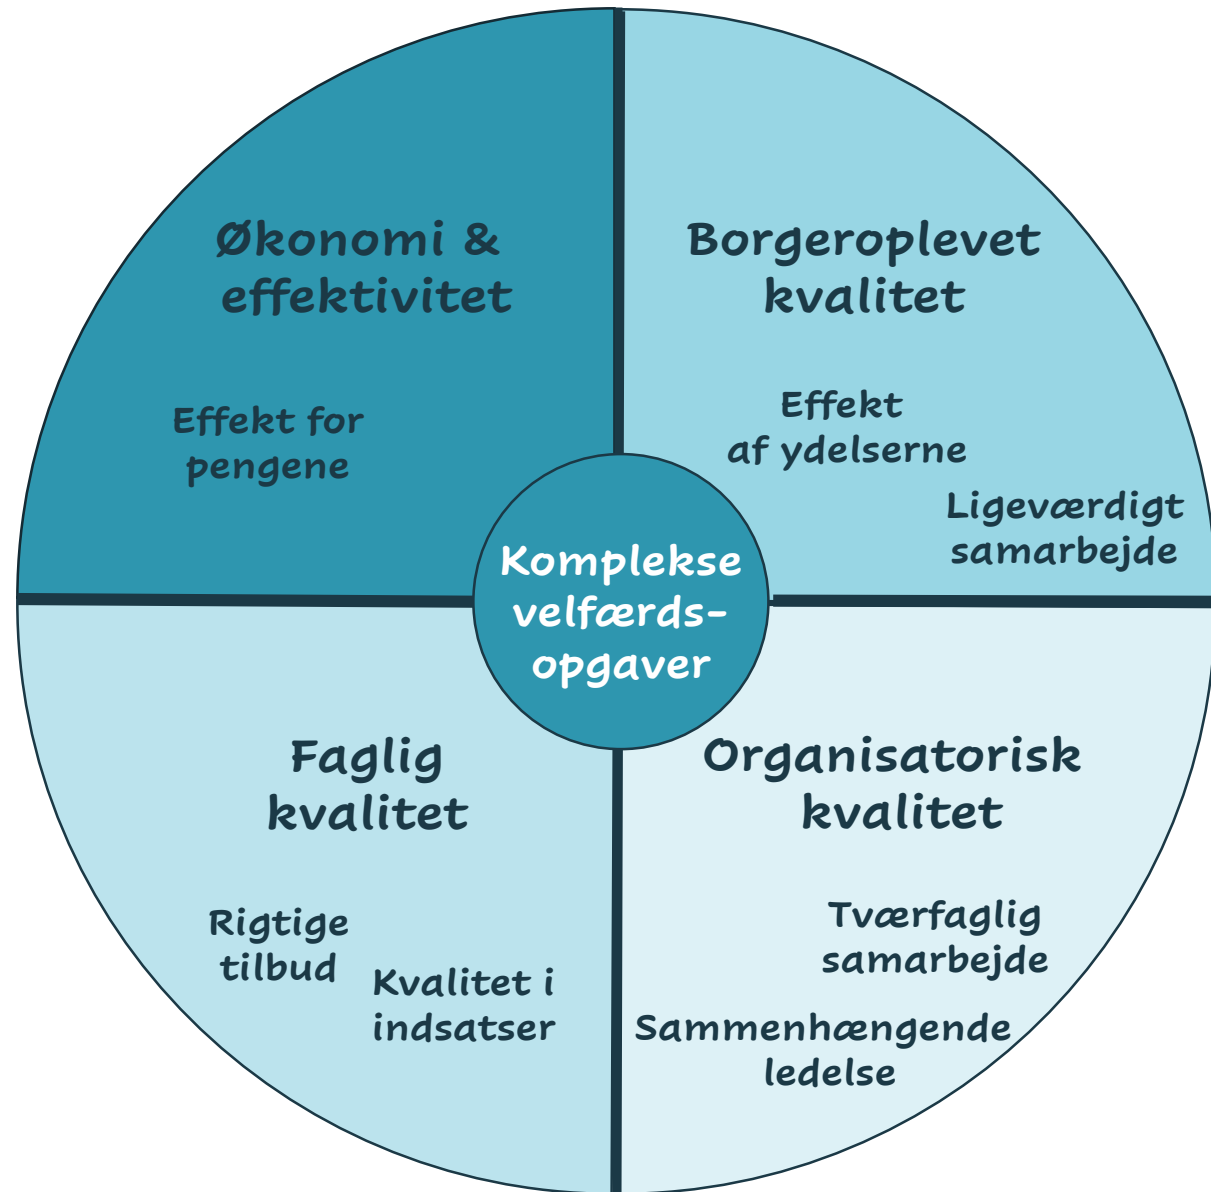 Økonomi &
effektivitet
Effekt for
pengene
Borgeroplevet
kvalitet
Effekt
af ydelserne
Ligeværdigt
samarbejde
Komplekse
velfærds-
opgaver
Faglig
kvalitet
Rigtige
tilbud
Kvalitet i
indsatser
Organisatorisk
kvalitet
Tværfaglig
samarbejde
Sammenhængende
ledelse